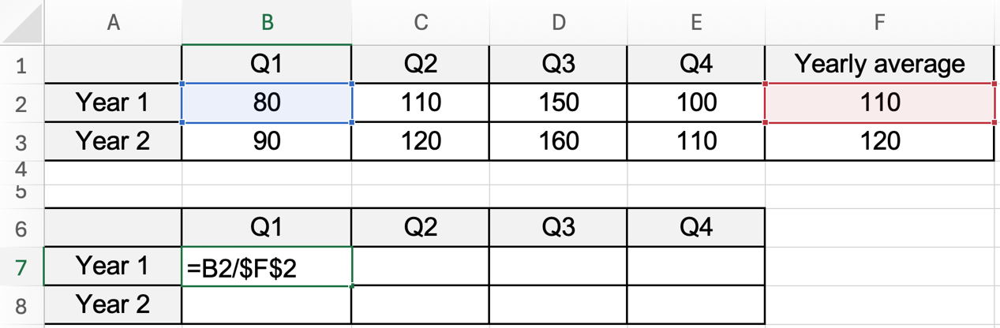 A B C D E F
1 Q1 Q2 Q3 Q4 Yearly average
2 Year 1 80 110 150 100 110
3 Year 2 90 120 160 110 120
4
5
6 Q1 Q2 Q3 Q4
7 Year 1 =B2/$F$2
8 Year 2